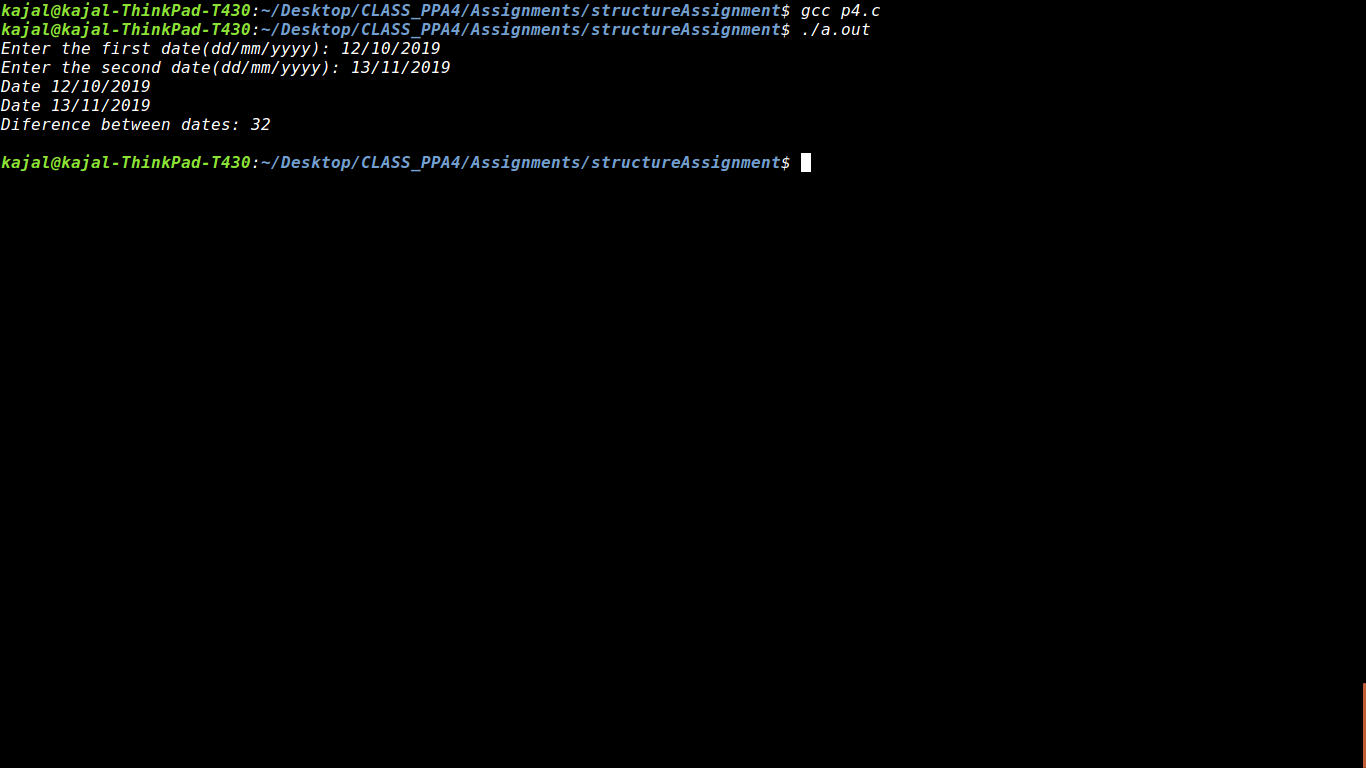 kajal@kajal-ThinkPad-T430:~/Desktop/CLASS_PPA4/Assignments/structureAssignment$ gcc p4.c
kajal@kajal-ThinkPad-T430:~/Desktop/CLASS_PPA4/Assignments/structureAssignment$ ./a.out
Enter the first date(dd/mm/yyyy): 12/10/2019
Enter the second date(dd/mm/yyyy): 13/11/2019
Date 12/10/2019
Date 13/11/2019
Diference between dates: 32
kajal@kajal-ThinkPad-T430:~/Desktop/CLASS_PPA4/Assignments/structureAssignment$